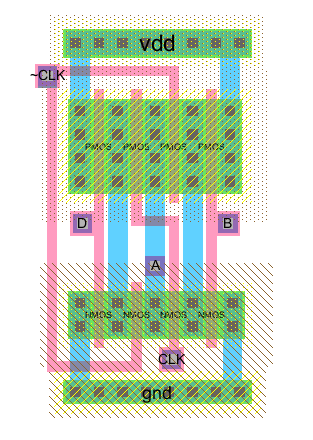 vdd
~CLK
PMOS PMOS PMOS PMOS
D B
A
NMOS NMOS NMOS NMOS
CLK
gnd